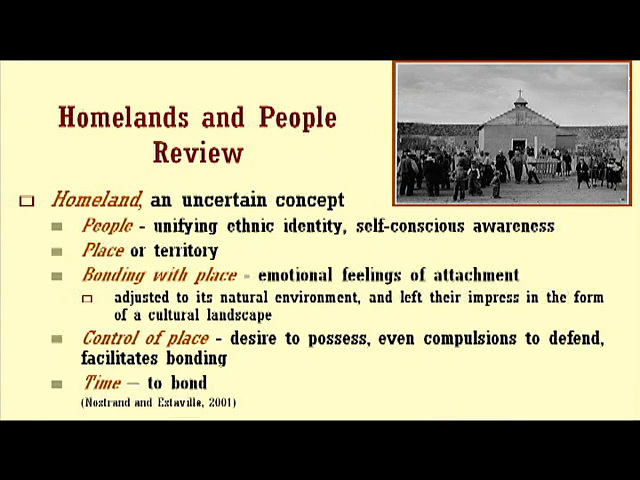 Homelands and People
Review
Homeland, an uncertain concept
People - unifying ethnic identity, self-conscious awareness
Place or territory
Bonding with place - emotional feelings of attachment
adjusted to its natural environment, and left their impress in the form
of a cultural landscape
Control of place - desire to possess, even compulsions to defend,
facilitates bonding
Time — to bond
(Nostrand and Estaville, 2001)